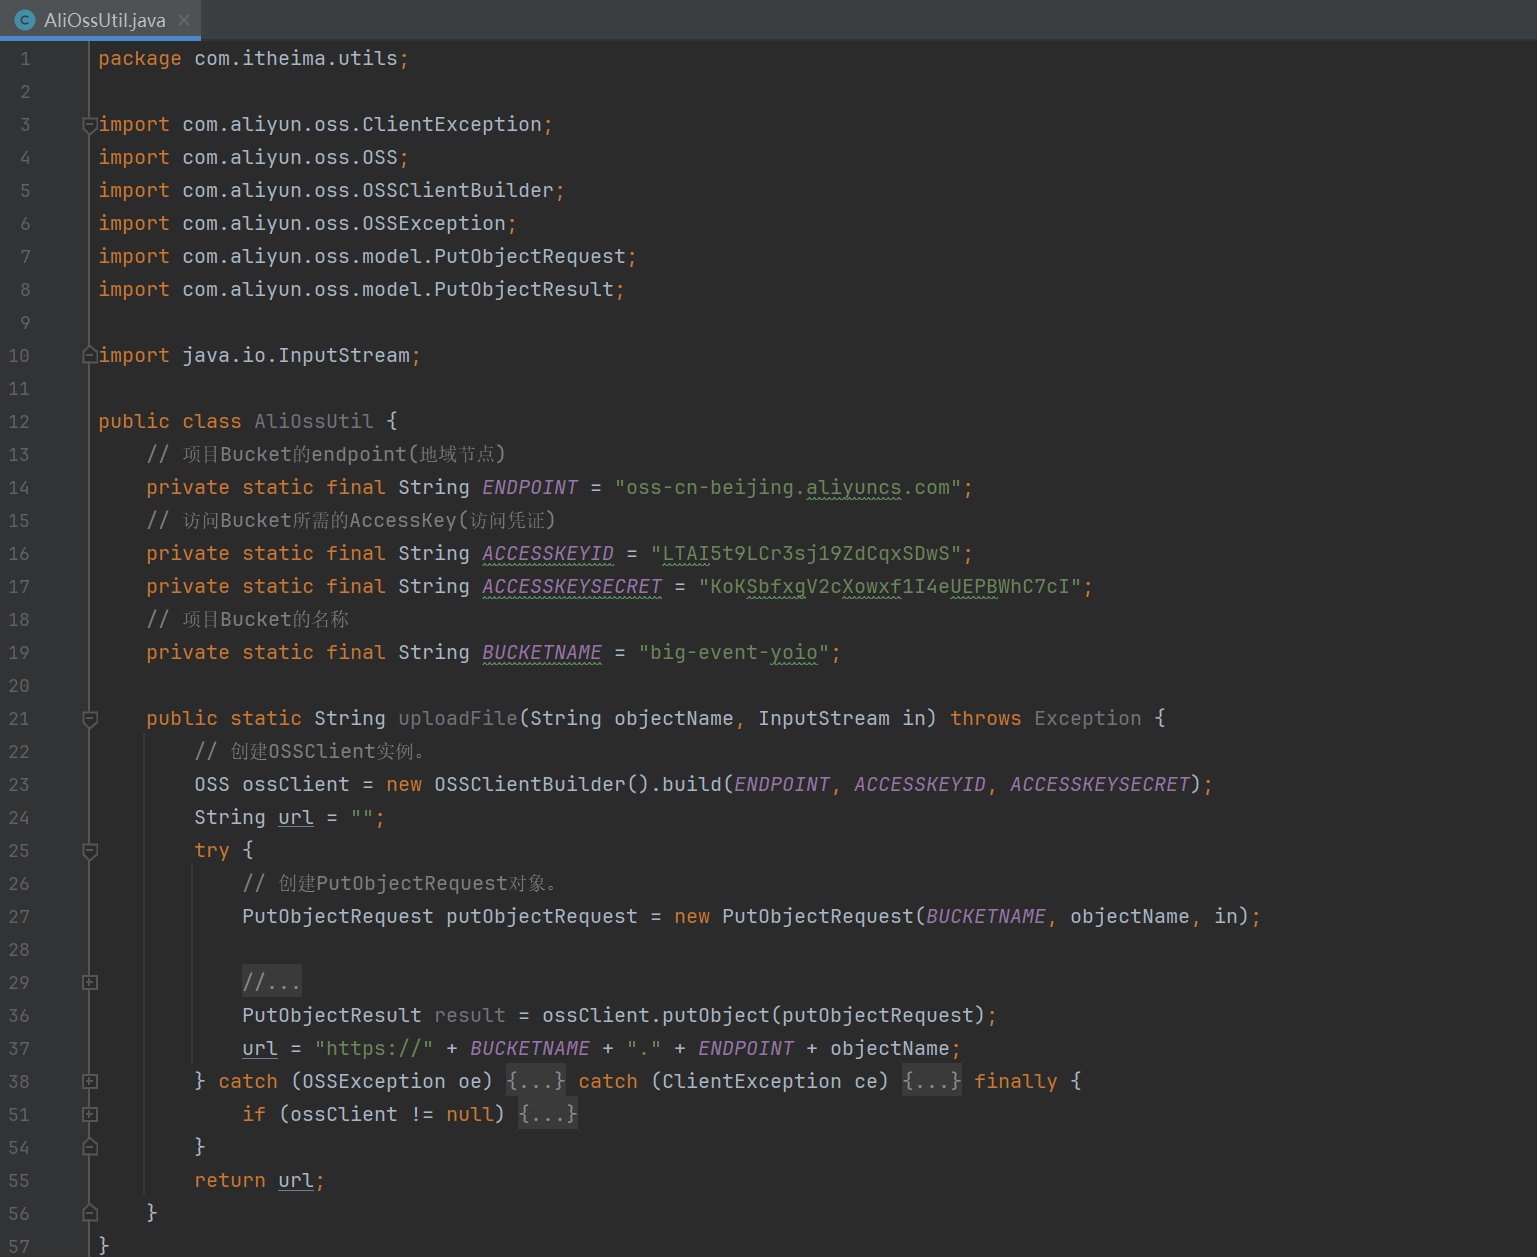 AliOssUtil.java
1 package com.itheima.utils;
2
3 import com.aliyun.oss.ClientException;
4 import com.aliyun.oss.OSS;
5 import com.aliyun.oss.OSSClientBuilder;
6 import com.aliyun.oss.OSSException;
7 import com.aliyun.oss.model.PutObjectRequest;
8 import com.aliyun.oss.model.PutObjectResult;
9
10 import java.io.InputStream;
11
12 public class AliOssUtil {
13 // 项目Bucket的endpoint(地域节点)
14 private static final String ENDPOINT = "oss-cn-beijing.aliyuncs.com";
15 // 访问Bucket所需的AccessKey(访问凭证)
16 private static final String ACCESSKEYID = "LTAI5t9LCr3sj19ZdCqxSDwS";
17 private static final String ACCESSKEYSECRET = "KoKSbfxgV2cXowxf1I4eUEPBWhC7cI";
18 // 项目Bucket的名称
19 private static final String BUCKETNAME = "big-event-yoio";
20
21 public static String uploadFile(String objectName, InputStream in) throws Exception {
22 // 创建OSSClient实例。
23 OSS ossClient = new OSSClientBuilder().build(ENDPOINT, ACCESSKEYID, ACCESSKEYSECRET);
24 String url = "";
25 try {
26 // 创建PutObjectRequest对象。
27 PutObjectRequest putObjectRequest = new PutObjectRequest(BUCKETNAME, objectName, in);
28
29 //...
36 PutObjectResult result = ossClient.putObject(putObjectRequest);
37 url = "https://" + BUCKETNAME + "." + ENDPOINT + objectName;
38 } catch (OSSException oe) {...} catch (ClientException ce) {...} finally {
51 if (ossClient != null) {...}
54 }
55 return url;
56 }
57 }